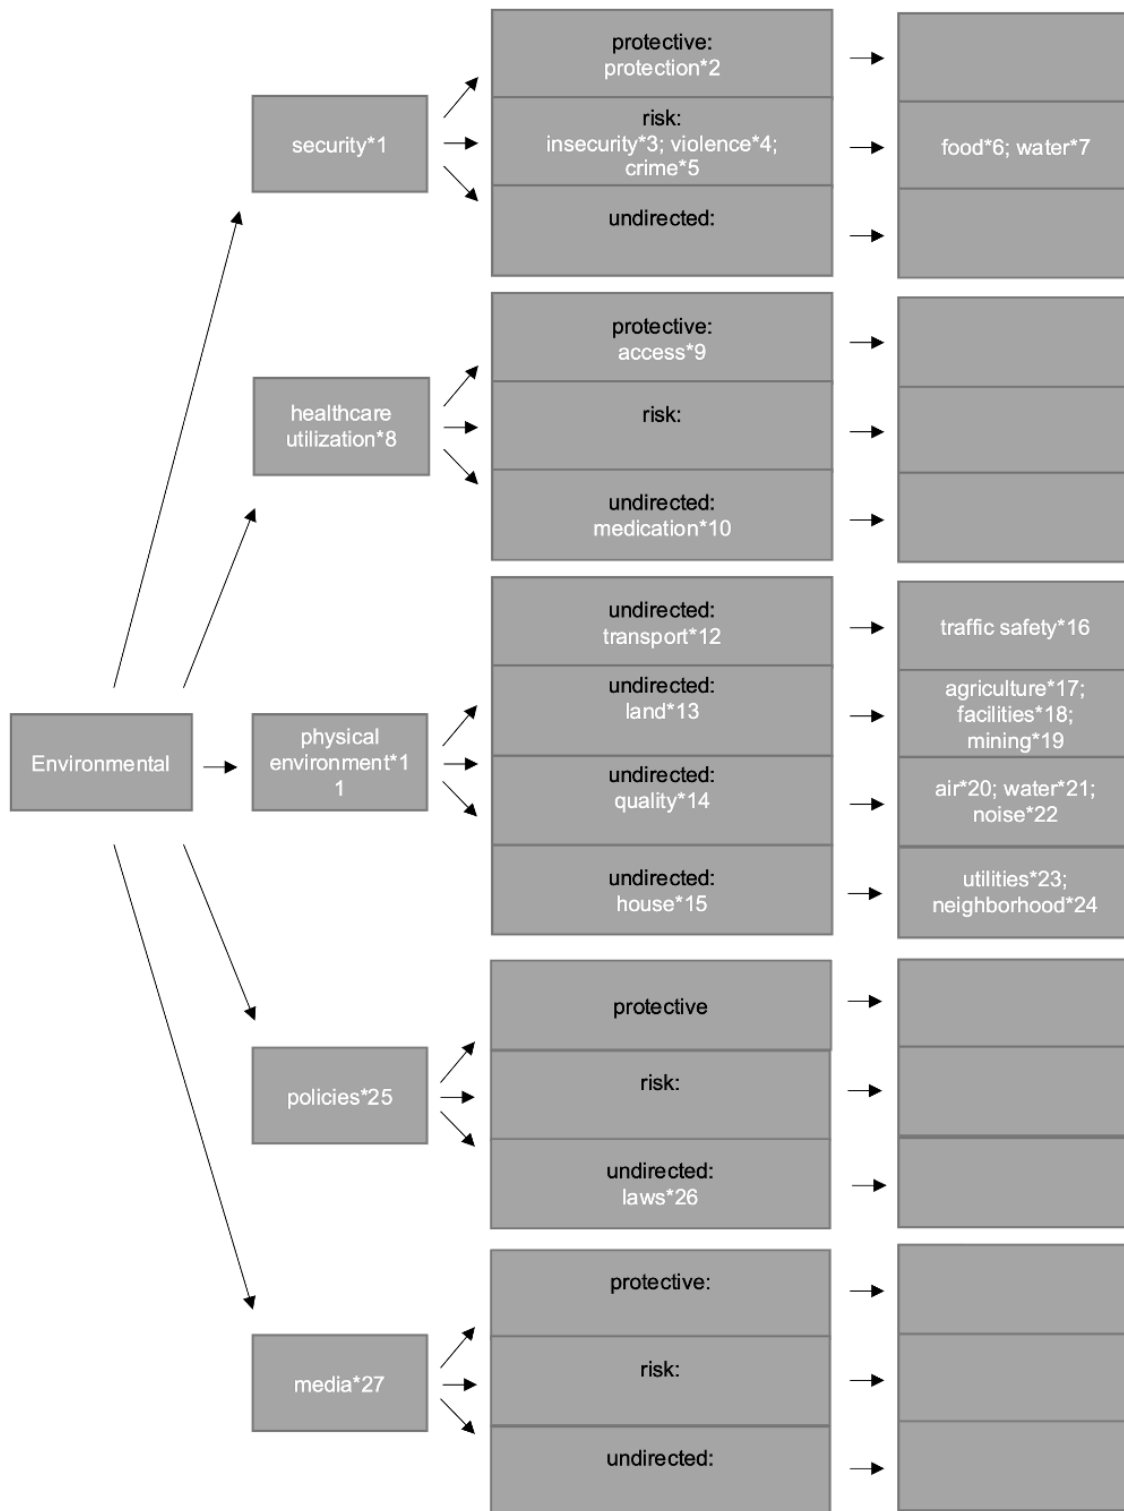 protective:
protection*2
security*1
risk:
insecurity*3; violence*4;
crime*5
food*6; water*7
undirected:
protective:
access*9
healthcare
utilization*8
risk:
undirected:
medication*10
undirected:
transport*12
traffic safety*16
undirected:
land*13
agriculture*17;
facilities*18;
mining*19
Environmental
physical
environment*1
1
undirected:
quality*14
air*20; water*21;
noise*22
undirected:
house*15
utilities*23;
neighborhood*24
protective
policies*25
risk:
undirected:
laws*26
protective:
media*27
risk:
undirected: